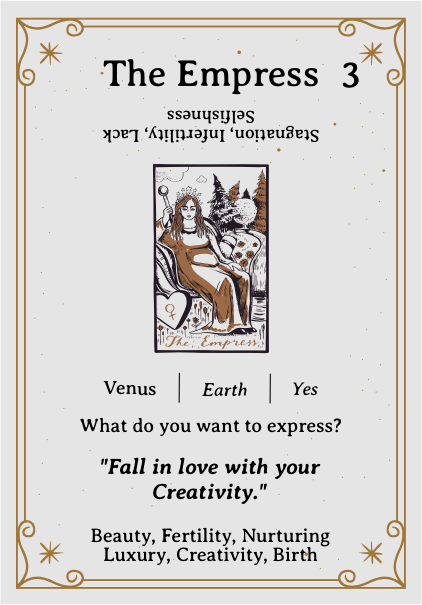 The Empress 3
Stagnation, Infertility, Lack
Selfishness
The Empress
Venus | Earth | Yes
What do you want to express?
"Fall in love with your
Creativity."
Beauty, Fertility, Nurturing
Luxury, Creativity, Birth